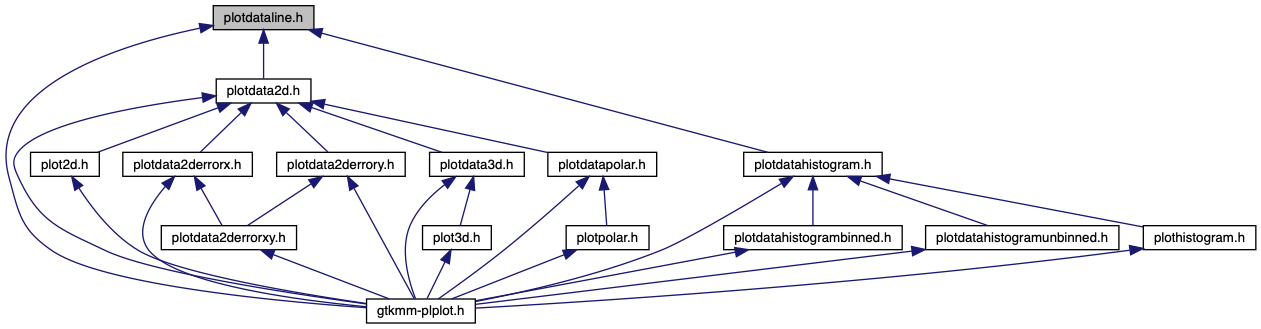 plotdataline.h
plotdata2d.h
plot2d.h
plotdata2derrorx.h
plotdata2derrory.h
plotdata3d.h
plotdatapolar.h
plotdatahistogram.h
plotdata2derrorxy.h
plot3d.h
plotpolar.h
plotdatahistogrambinned.h
plotdatahistogramunbinned.h
plothistogram.h
gtkmm-plplot.h